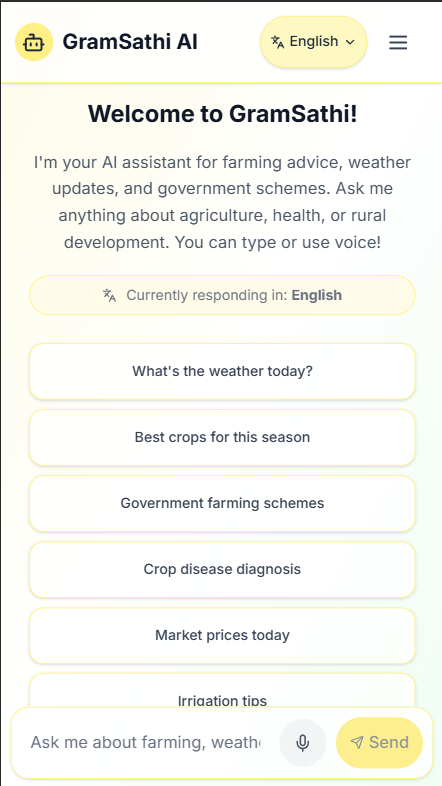 GramSathi AI
English
Welcome to GramSathi!
I'm your AI assistant for farming advice, weather
updates, and government schemes. Ask me
anything about agriculture, health, or rural
development. You can type or use voice!
Currently responding in: English
What's the weather today?
Best crops for this season
Government farming schemes
Crop disease diagnosis
Market prices today
Irrigation tips
Ask me about farming, weath
Send